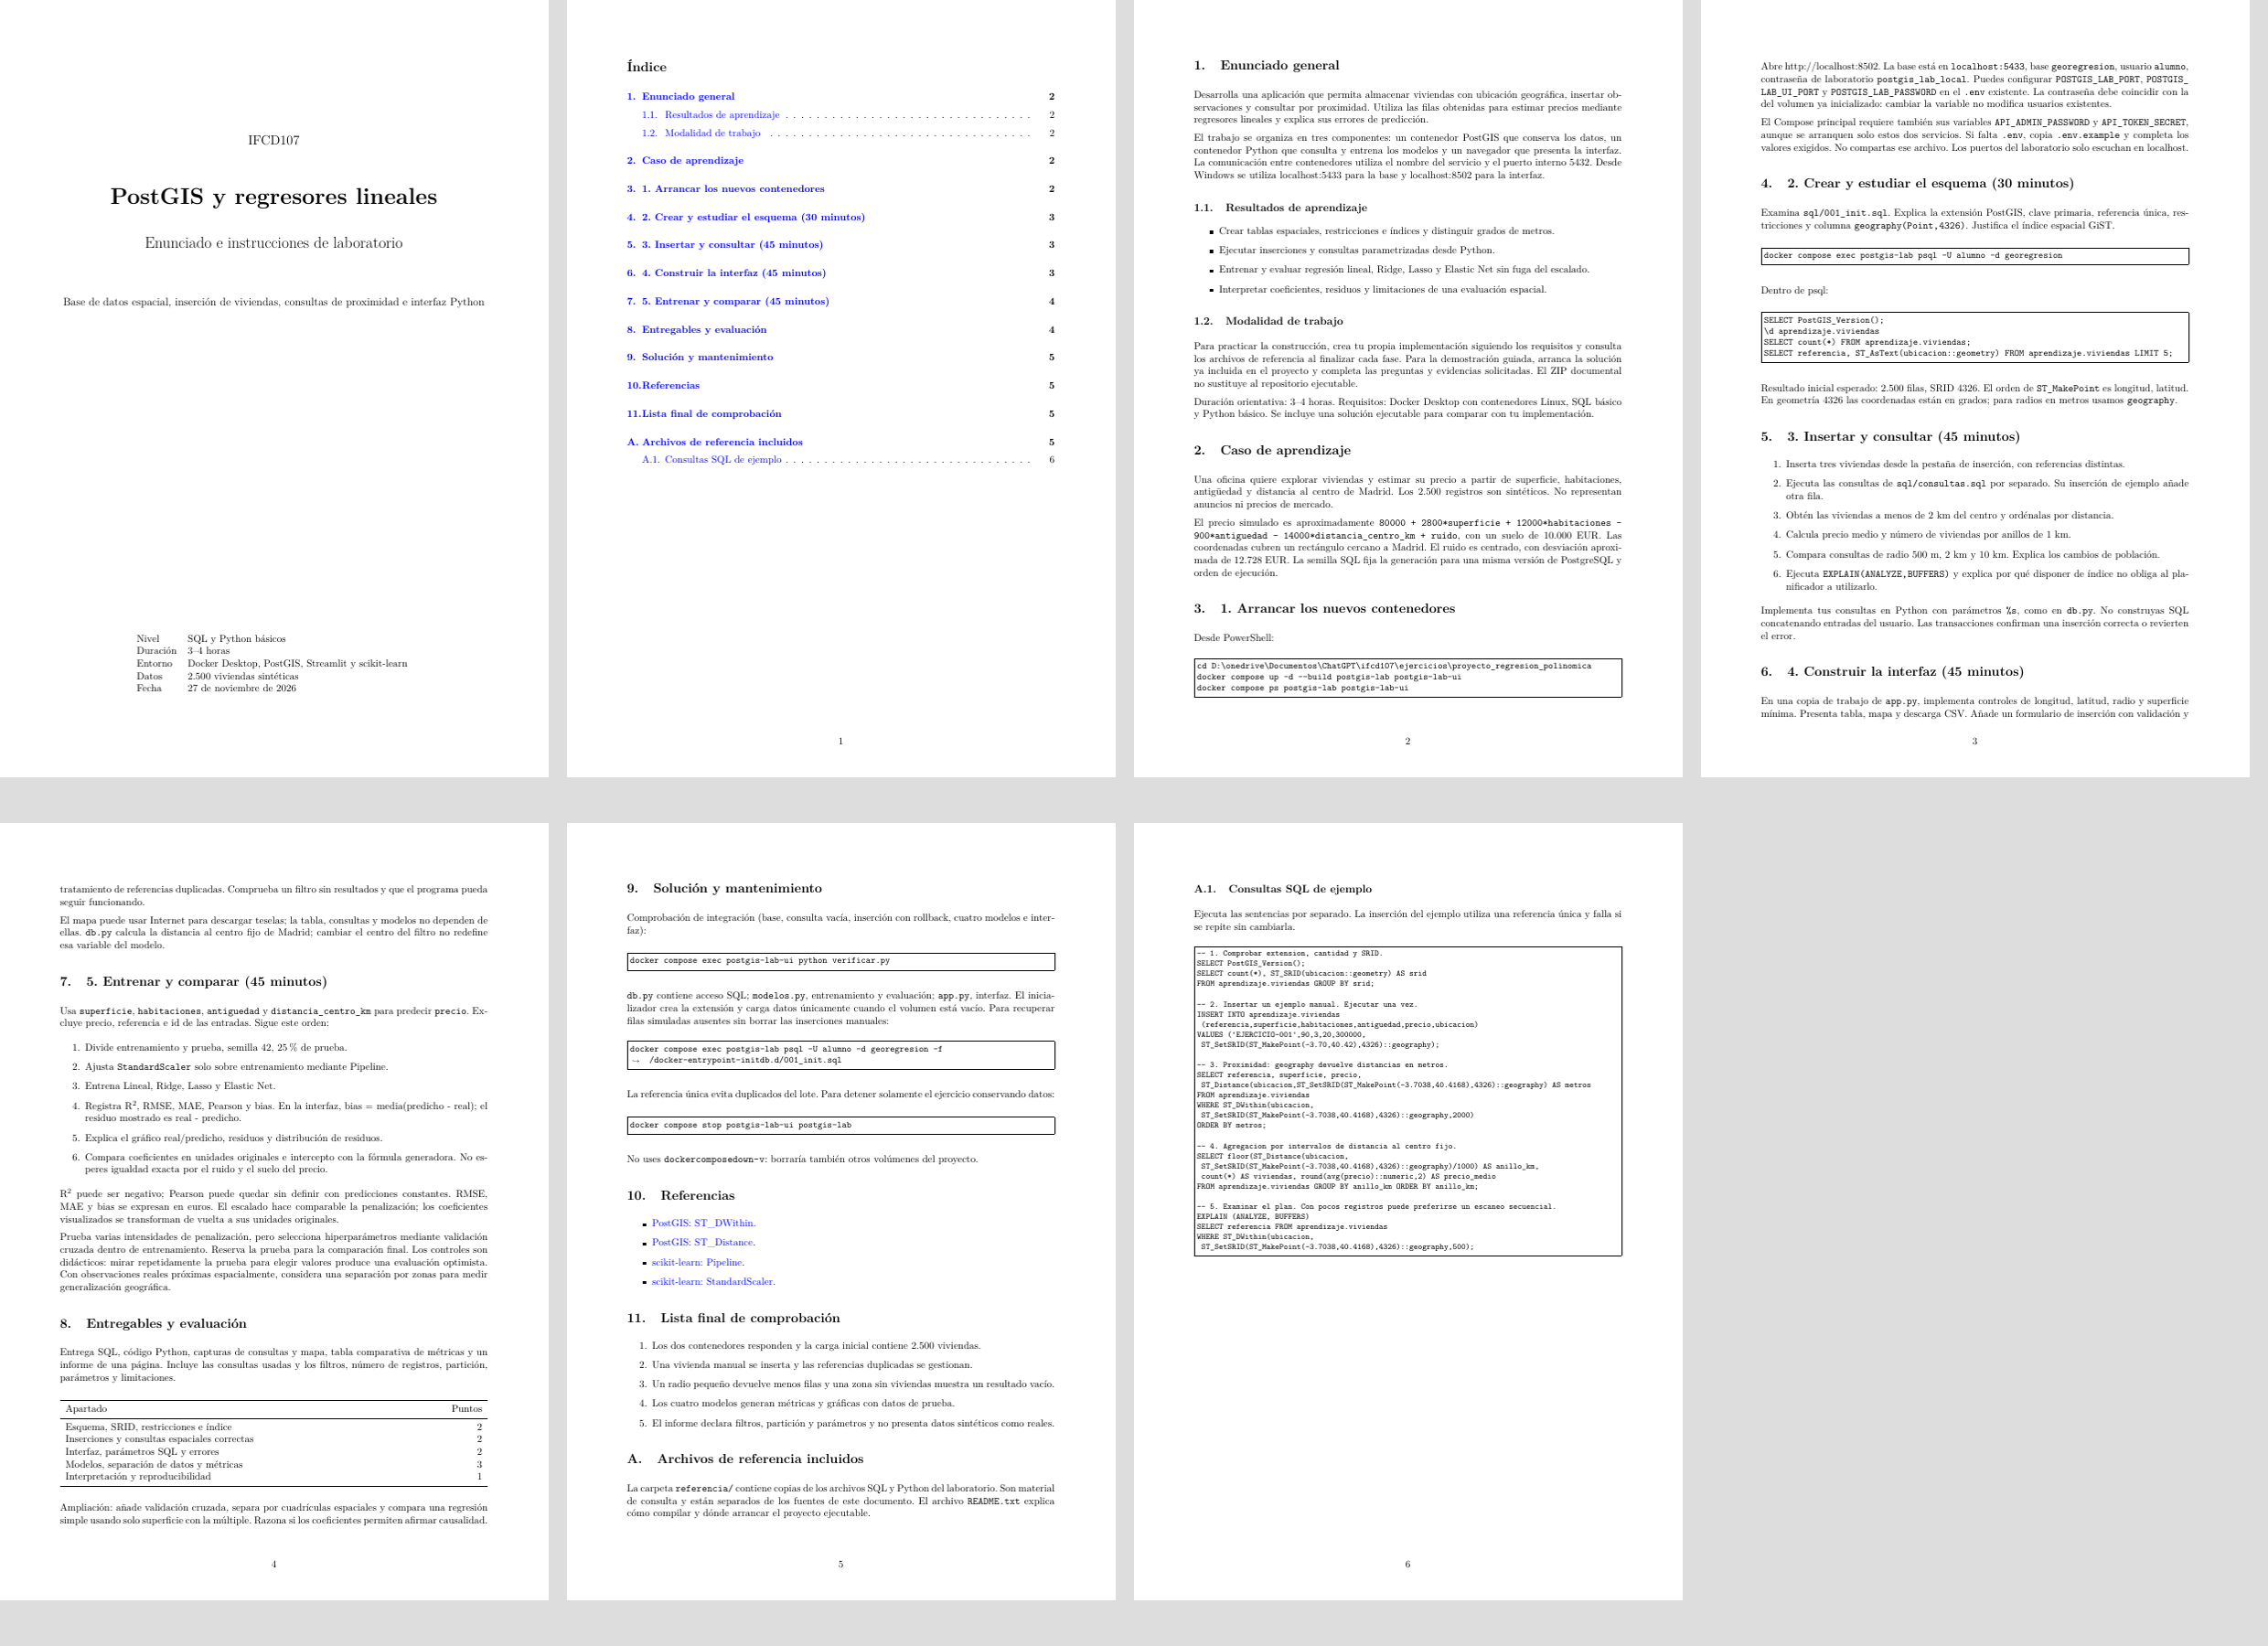 IFCD107
PostGIS y regresores lineales
Enunciado e instrucciones de laboratorio
Base de datos espacial, inserción de viviendas, consultas de proximidad e interfaz Python
Nivel SQL y Python básicos
Duración 3–4 horas
Entorno Docker Desktop, PostGIS, Streamlit y scikit-learn
Datos 2.500 viviendas sintéticas
Fecha 27 de noviembre de 2026
Índice
1. Enunciado general 2
1.1. Resultados de aprendizaje . . . . . . . . . . . . . . . . . . . . . . . . . . . . . . . 2
1.2. Modalidad de trabajo . . . . . . . . . . . . . . . . . . . . . . . . . . . . . . . . . 2
2. Caso de aprendizaje 2
3. 1. Arrancar los nuevos contenedores 2
4. 2. Crear y estudiar el esquema (30 minutos) 3
5. 3. Insertar y consultar (45 minutos) 3
6. 4. Construir la interfaz (45 minutos) 3
7. 5. Entrenar y comparar (45 minutos) 4
8. Entregables y evaluación 4
9. Solución y mantenimiento 5
10.Referencias 5
11.Lista final de comprobación 5
A. Archivos de referencia incluidos 5
A.1. Consultas SQL de ejemplo . . . . . . . . . . . . . . . . . . . . . . . . . . . . . . . 6
1
1. Enunciado general
Desarrolla una aplicación que permita almacenar viviendas con ubicación geográfica, insertar ob-
servaciones y consultar por proximidad. Utiliza las filas obtenidas para estimar precios mediante
regresores lineales y explica sus errores de predicción.
El trabajo se organiza en tres componentes: un contenedor PostGIS que conserva los datos, un
contenedor Python que consulta y entrena los modelos y un navegador que presenta la interfaz.
La comunicación entre contenedores utiliza el nombre del servicio y el puerto interno 5432. Desde
Windows se utiliza localhost:5433 para la base y localhost:8502 para la interfaz.
1.1. Resultados de aprendizaje
▪ Crear tablas espaciales, restricciones e índices y distinguir grados de metros.
▪ Ejecutar inserciones y consultas parametrizadas desde Python.
▪ Entrenar y evaluar regresión lineal, Ridge, Lasso y Elastic Net sin fuga del escalado.
▪ Interpretar coeficientes, residuos y limitaciones de una evaluación espacial.
1.2. Modalidad de trabajo
Para practicar la construcción, crea tu propia implementación siguiendo los requisitos y consulta
los archivos de referencia al finalizar cada fase. Para la demostración guiada, arranca la solución
ya incluida en el proyecto y completa las preguntas y evidencias solicitadas. El ZIP documental
no sustituye al repositorio ejecutable.
Duración orientativa: 3–4 horas. Requisitos: Docker Desktop con contenedores Linux, SQL básico
y Python básico. Se incluye una solución ejecutable para comparar con tu implementación.
2. Caso de aprendizaje
Una oficina quiere explorar viviendas y estimar su precio a partir de superficie, habitaciones,
antigüedad y distancia al centro de Madrid. Los 2.500 registros son sintéticos. No representan
anuncios ni precios de mercado.
El precio simulado es aproximadamente 80000 + 2800*superficie + 12000*habitaciones -
900*antiguedad - 14000*distancia_centro_km + ruido, con un suelo de 10.000 EUR. Las
coordenadas cubren un rectángulo cercano a Madrid. El ruido es centrado, con desviación aproxi-
mada de 12.728 EUR. La semilla SQL fija la generación para una misma versión de PostgreSQL y
orden de ejecución.
3. 1. Arrancar los nuevos contenedores
Desde PowerShell:
cd D:\onedrive\Documentos\ChatGPT\ifcd107\ejercicios\proyecto_regresion_polinomica
docker compose up -d --build postgis-lab postgis-lab-ui
docker compose ps postgis-lab postgis-lab-ui
2
Abre http://localhost:8502. La base está en localhost:5433, base georegresion, usuario alumno,
contraseña de laboratorio postgis_lab_local. Puedes configurar POSTGIS_LAB_PORT, POSTGIS_
LAB_UI_PORT y POSTGIS_LAB_PASSWORD en el .env existente. La contraseña debe coincidir con la
del volumen ya inicializado: cambiar la variable no modifica usuarios existentes.
El Compose principal requiere también sus variables API_ADMIN_PASSWORD y API_TOKEN_SECRET,
aunque se arranquen solo estos dos servicios. Si falta .env, copia .env.example y completa los
valores exigidos. No compartas ese archivo. Los puertos del laboratorio solo escuchan en localhost.
4. 2. Crear y estudiar el esquema (30 minutos)
Examina sql/001_init.sql. Explica la extensión PostGIS, clave primaria, referencia única, res-
tricciones y columna geography(Point,4326). Justifica el índice espacial GiST.
docker compose exec postgis-lab psql -U alumno -d georegresion
Dentro de psql:
SELECT PostGIS_Version();
\d aprendizaje.viviendas
SELECT count(*) FROM aprendizaje.viviendas;
SELECT referencia, ST_AsText(ubicacion::geometry) FROM aprendizaje.viviendas LIMIT 5;
Resultado inicial esperado: 2.500 filas, SRID 4326. El orden de ST_MakePoint es longitud, latitud.
En geometría 4326 las coordenadas están en grados; para radios en metros usamos geography.
5. 3. Insertar y consultar (45 minutos)
1. Inserta tres viviendas desde la pestaña de inserción, con referencias distintas.
2. Ejecuta las consultas de sql/consultas.sql por separado. Su inserción de ejemplo añade
otra fila.
3. Obtén las viviendas a menos de 2 km del centro y ordénalas por distancia.
4. Calcula precio medio y número de viviendas por anillos de 1 km.
5. Compara consultas de radio 500 m, 2 km y 10 km. Explica los cambios de población.
6. Ejecuta EXPLAIN(ANALYZE,BUFFERS) y explica por qué disponer de índice no obliga al pla-
nificador a utilizarlo.
Implementa tus consultas en Python con parámetros %s, como en db.py. No construyas SQL
concatenando entradas del usuario. Las transacciones confirman una inserción correcta o revierten
el error.
6. 4. Construir la interfaz (45 minutos)
En una copia de trabajo de app.py, implementa controles de longitud, latitud, radio y superficie
mínima. Presenta tabla, mapa y descarga CSV. Añade un formulario de inserción con validación y
3
tratamiento de referencias duplicadas. Comprueba un filtro sin resultados y que el programa pueda
seguir funcionando.
El mapa puede usar Internet para descargar teselas; la tabla, consultas y modelos no dependen de
ellas. db.py calcula la distancia al centro fijo de Madrid; cambiar el centro del filtro no redefine
esa variable del modelo.
7. 5. Entrenar y comparar (45 minutos)
Usa superficie, habitaciones, antiguedad y distancia_centro_km para predecir precio. Ex-
cluye precio, referencia e id de las entradas. Sigue este orden:
1. Divide entrenamiento y prueba, semilla 42, 25 % de prueba.
2. Ajusta StandardScaler solo sobre entrenamiento mediante Pipeline.
3. Entrena Lineal, Ridge, Lasso y Elastic Net.
4. Registra R², RMSE, MAE, Pearson y bias. En la interfaz, bias = media(predicho - real); el
residuo mostrado es real - predicho.
5. Explica el gráfico real/predicho, residuos y distribución de residuos.
6. Compara coeficientes en unidades originales e intercepto con la fórmula generadora. No es-
peres igualdad exacta por el ruido y el suelo del precio.
R² puede ser negativo; Pearson puede quedar sin definir con predicciones constantes. RMSE,
MAE y bias se expresan en euros. El escalado hace comparable la penalización; los coeficientes
visualizados se transforman de vuelta a sus unidades originales.
Prueba varias intensidades de penalización, pero selecciona hiperparámetros mediante validación
cruzada dentro de entrenamiento. Reserva la prueba para la comparación final. Los controles son
didácticos: mirar repetidamente la prueba para elegir valores produce una evaluación optimista.
Con observaciones reales próximas espacialmente, considera una separación por zonas para medir
generalización geográfica.
8. Entregables y evaluación
Entrega SQL, código Python, capturas de consultas y mapa, tabla comparativa de métricas y un
informe de una página. Incluye las consultas usadas y los filtros, número de registros, partición,
parámetros y limitaciones.
Apartado Puntos
Esquema, SRID, restricciones e índice 2
Inserciones y consultas espaciales correctas 2
Interfaz, parámetros SQL y errores 2
Modelos, separación de datos y métricas 3
Interpretación y reproducibilidad 1
Ampliación: añade validación cruzada, separa por cuadrículas espaciales y compara una regresión
simple usando solo superficie con la múltiple. Razona si los coeficientes permiten afirmar causalidad.
4
9. Solución y mantenimiento
Comprobación de integración (base, consulta vacía, inserción con rollback, cuatro modelos e inter-
faz):
docker compose exec postgis-lab-ui python verificar.py
db.py contiene acceso SQL; modelos.py, entrenamiento y evaluación; app.py, interfaz. El inicia-
lizador crea la extensión y carga datos únicamente cuando el volumen está vacío. Para recuperar
filas simuladas ausentes sin borrar las inserciones manuales:
docker compose exec postgis-lab psql -U alumno -d georegresion -f
↪ /docker-entrypoint-initdb.d/001_init.sql
La referencia única evita duplicados del lote. Para detener solamente el ejercicio conservando datos:
docker compose stop postgis-lab-ui postgis-lab
No uses dockercomposedown-v: borraría también otros volúmenes del proyecto.
10. Referencias
▪ PostGIS: ST_DWithin.
▪ PostGIS: ST_Distance.
▪ scikit-learn: Pipeline.
▪ scikit-learn: StandardScaler.
11. Lista final de comprobación
1. Los dos contenedores responden y la carga inicial contiene 2.500 viviendas.
2. Una vivienda manual se inserta y las referencias duplicadas se gestionan.
3. Un radio pequeño devuelve menos filas y una zona sin viviendas muestra un resultado vacío.
4. Los cuatro modelos generan métricas y gráficas con datos de prueba.
5. El informe declara filtros, partición y parámetros y no presenta datos sintéticos como reales.
A. Archivos de referencia incluidos
La carpeta referencia/ contiene copias de los archivos SQL y Python del laboratorio. Son material
de consulta y están separados de los fuentes de este documento. El archivo README.txt explica
cómo compilar y dónde arrancar el proyecto ejecutable.
5
A.1. Consultas SQL de ejemplo
Ejecuta las sentencias por separado. La inserción del ejemplo utiliza una referencia única y falla si
se repite sin cambiarla.
-- 1. Comprobar extension, cantidad y SRID.
SELECT PostGIS_Version();
SELECT count(*), ST_SRID(ubicacion::geometry) AS srid
FROM aprendizaje.viviendas GROUP BY srid;
-- 2. Insertar un ejemplo manual. Ejecutar una vez.
INSERT INTO aprendizaje.viviendas
(referencia,superficie,habitaciones,antiguedad,precio,ubicacion)
VALUES ('EJERCICIO-001',90,3,20,300000,
ST_SetSRID(ST_MakePoint(-3.70,40.42),4326)::geography);
-- 3. Proximidad: geography devuelve distancias en metros.
SELECT referencia, superficie, precio,
ST_Distance(ubicacion,ST_SetSRID(ST_MakePoint(-3.7038,40.4168),4326)::geography) AS metros
FROM aprendizaje.viviendas
WHERE ST_DWithin(ubicacion,
ST_SetSRID(ST_MakePoint(-3.7038,40.4168),4326)::geography,2000)
ORDER BY metros;
-- 4. Agregacion por intervalos de distancia al centro fijo.
SELECT floor(ST_Distance(ubicacion,
ST_SetSRID(ST_MakePoint(-3.7038,40.4168),4326)::geography)/1000) AS anillo_km,
count(*) AS viviendas, round(avg(precio)::numeric,2) AS precio_medio
FROM aprendizaje.viviendas GROUP BY anillo_km ORDER BY anillo_km;
-- 5. Examinar el plan. Con pocos registros puede preferirse un escaneo secuencial.
EXPLAIN (ANALYZE, BUFFERS)
SELECT referencia FROM aprendizaje.viviendas
WHERE ST_DWithin(ubicacion,
ST_SetSRID(ST_MakePoint(-3.7038,40.4168),4326)::geography,500);
6